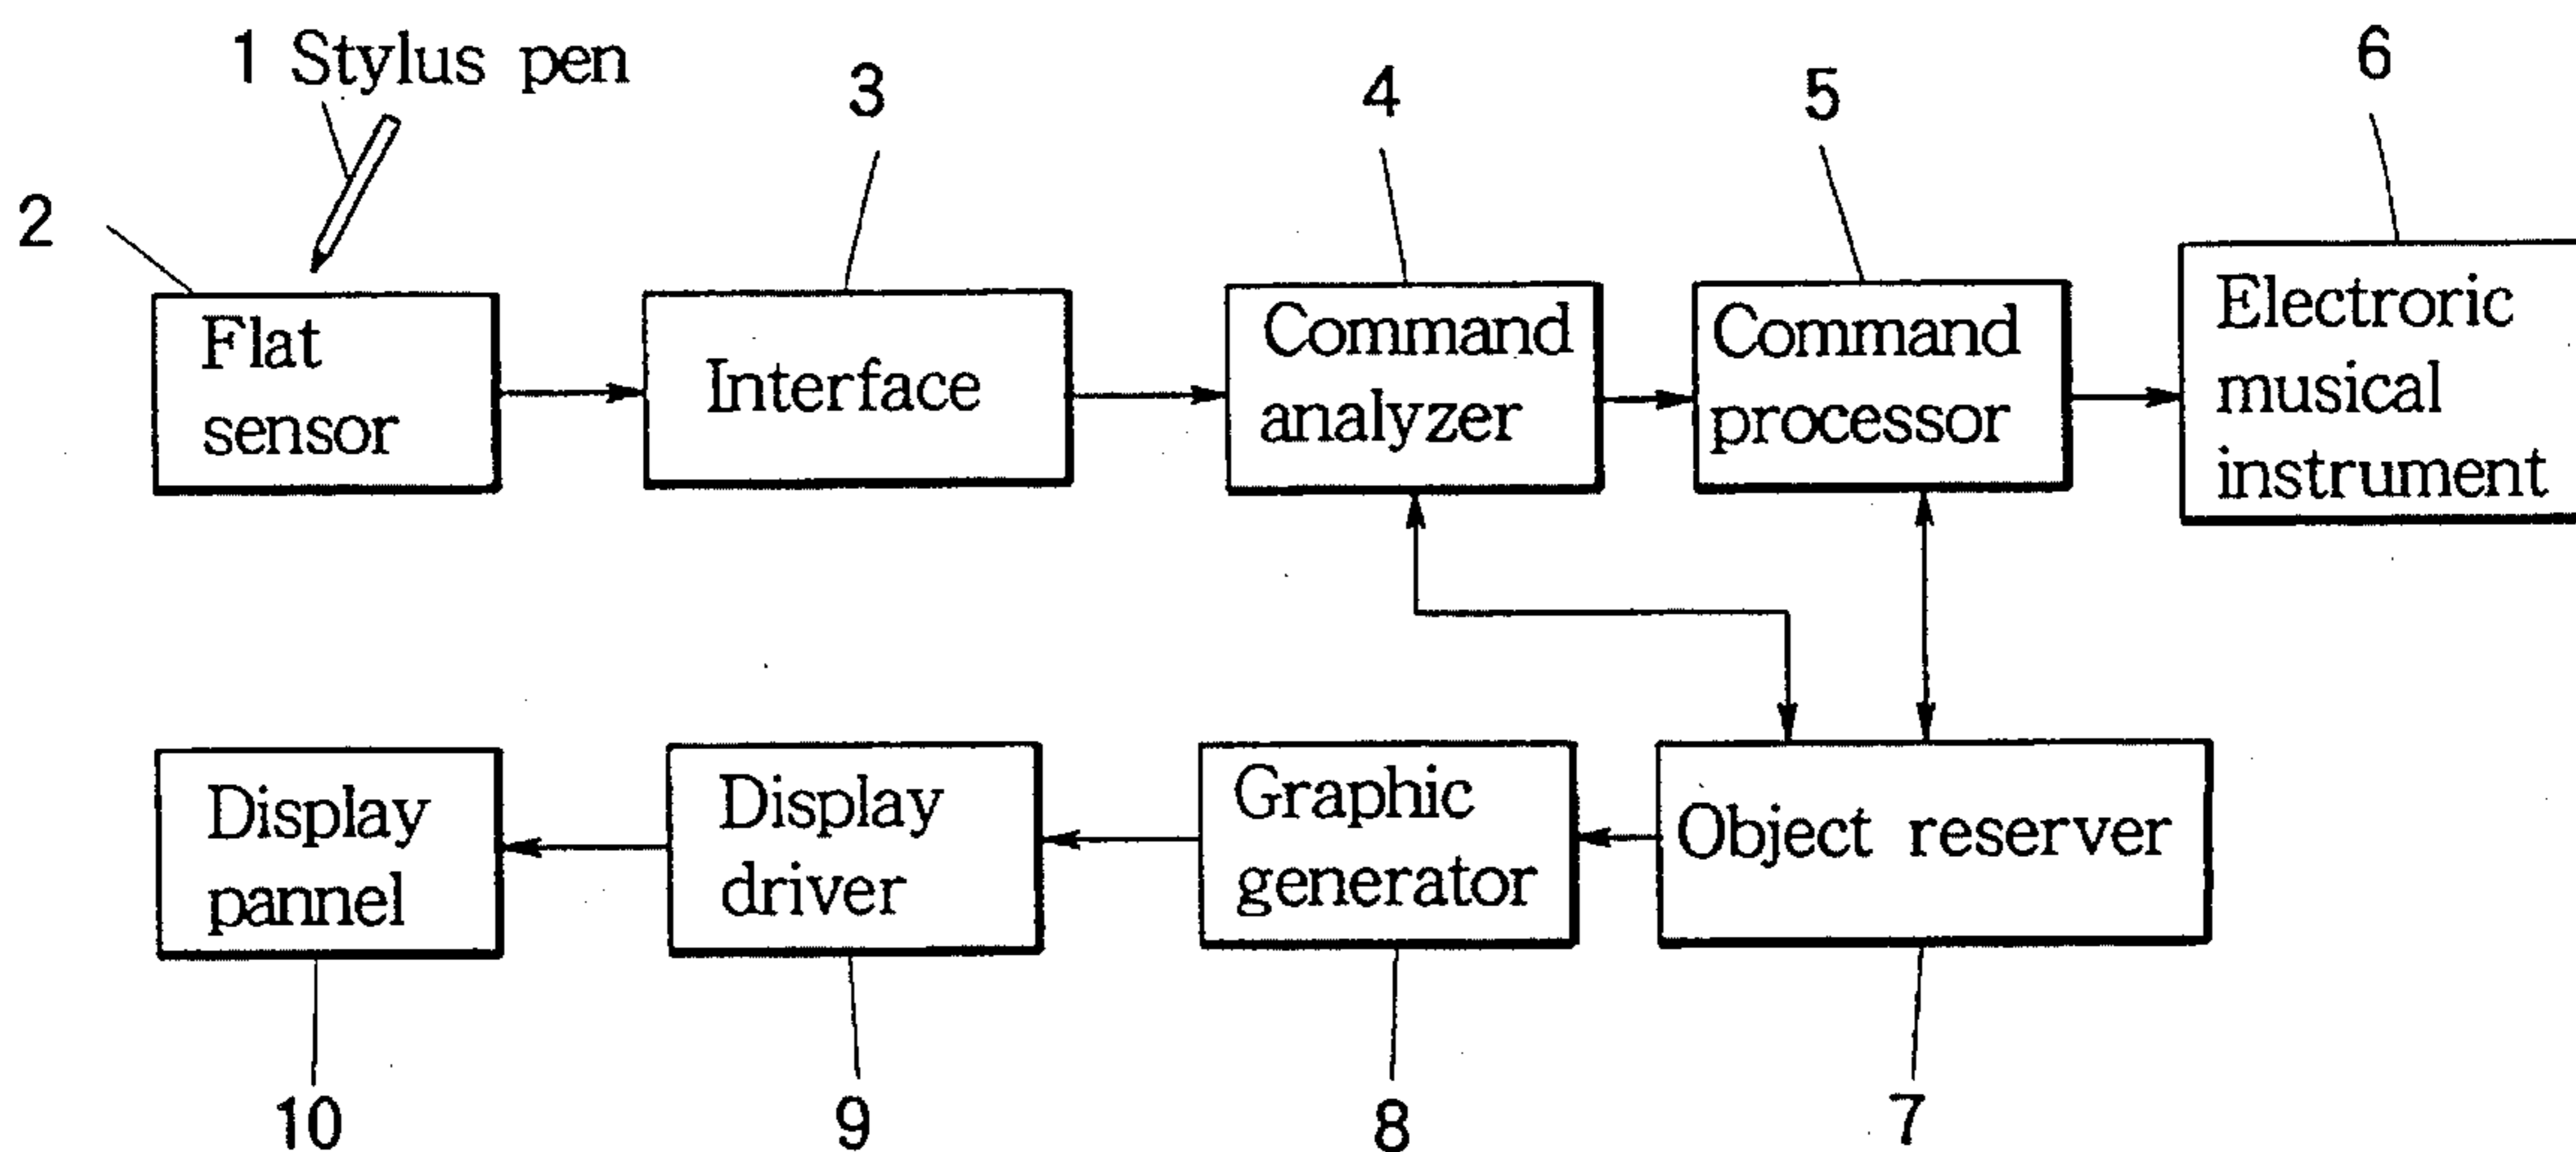 1 Stylus pen
2
3
4
5
6
Flat
sensor
Interface
Command
analyzer
Command
processor
Electroric
musical
instrument
Display
pannel
Display
driver
Graphic
generator
Object reserver
10
9
8
7